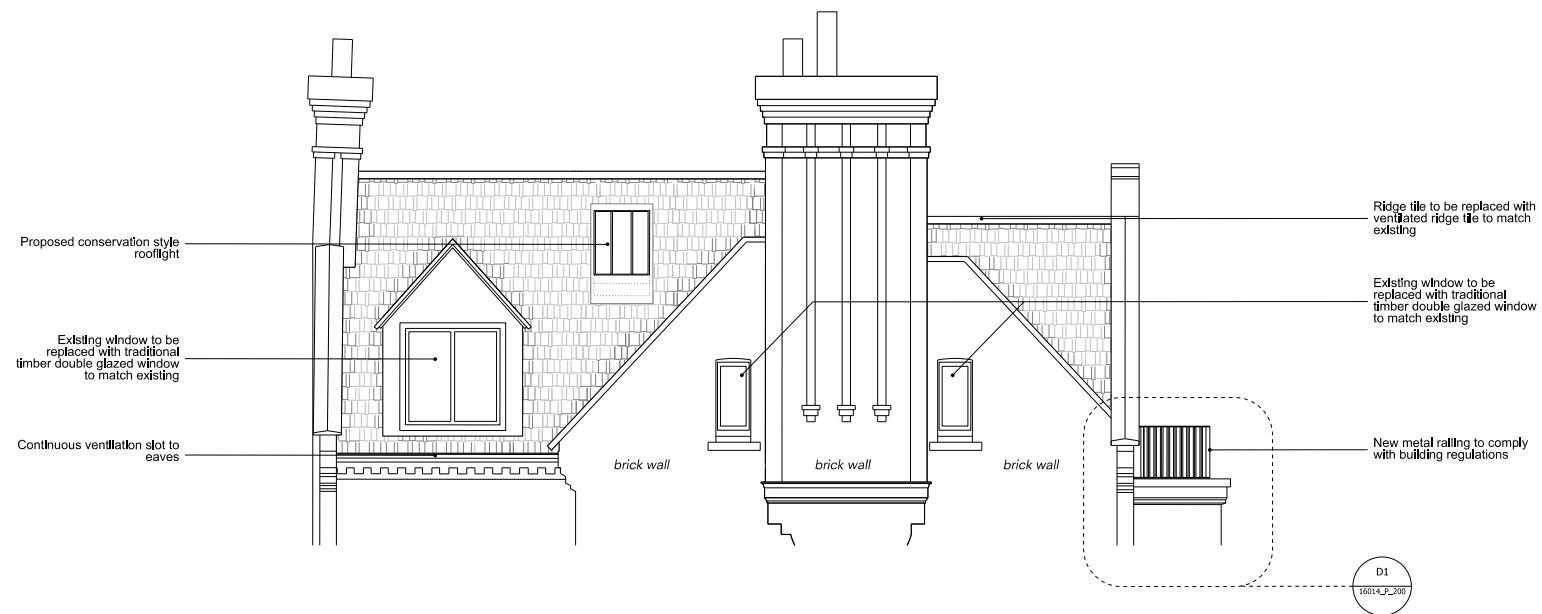 Proposed conservation style
rooflight
Existing window to be
replaced with traditional
timber double glazed window
to match existing
Continuous ventilation slot to
eaves
brick wall
brick wall
brick wall
Ridge tile to be replaced with
ventilated ridge tile to match
existing
Existing window to be
replaced with traditional
timber double glazed window
to match existing
New metal railing to comply
with building regulations
D1
16014_P_200